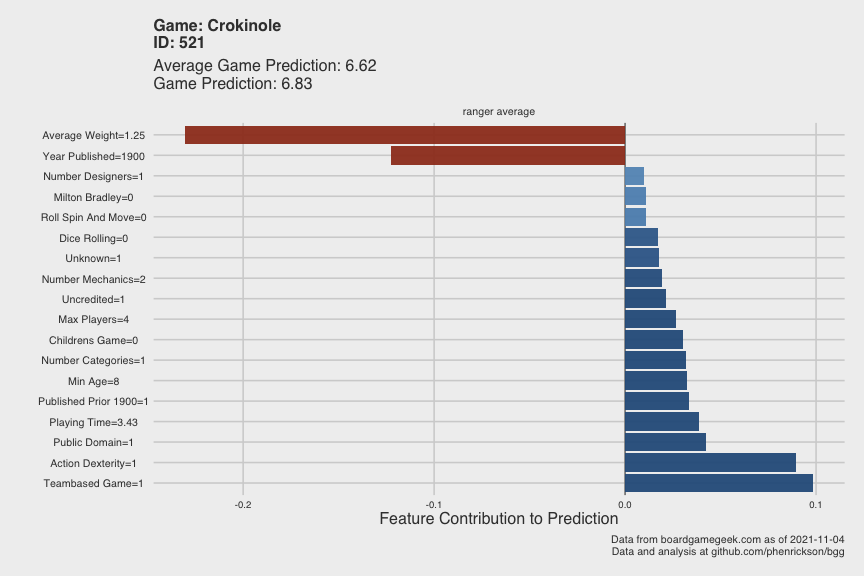 Game: Crokinole
ID: 521
Average Game Prediction: 6.62
Game Prediction: 6.83
ranger average
Average Weight=1.25
Year Published=1900
Number Designers=1
Milton Bradley=0
Roll Spin And Move=0
Dice Rolling=0
Unknown=1
Number Mechanics=2
Uncredited=1
Max Players=4
Childrens Game=0
Number Categories=1
Min Age=8
Published Prior 1900=1
Playing Time=3.43
Public Domain=1
Action Dexterity=1
Teambased Game=1
-0.2 -0.1 0.0 0.1
Feature Contribution to Prediction
Data from boardgamegeek.com as of 2021-11-04
Data and analysis at github.com/phenrickson/bgg